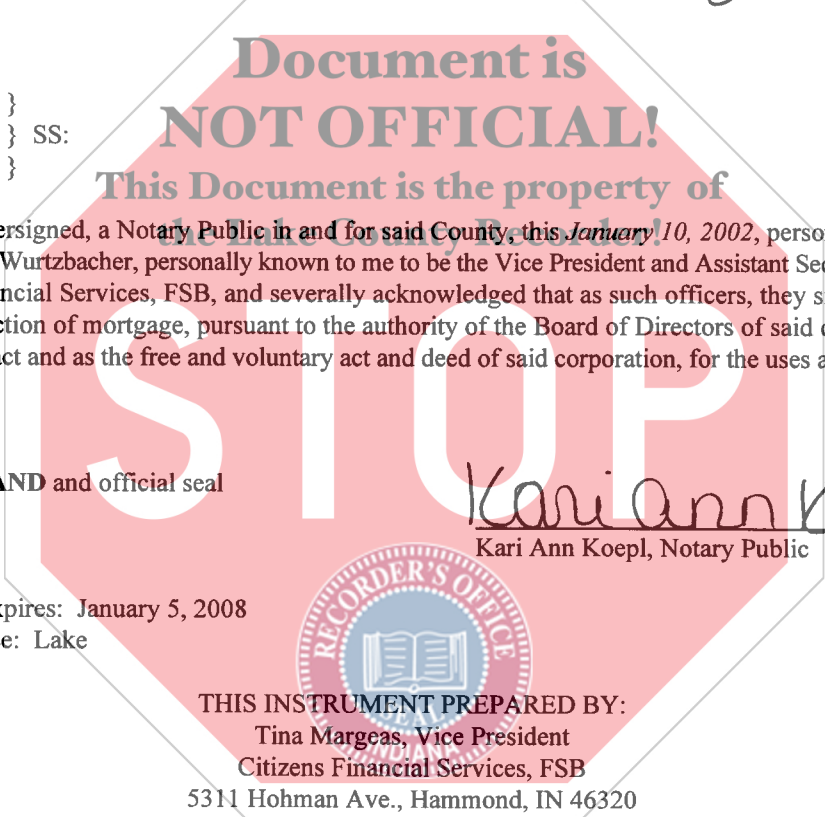 Document is
NOT OFFICIAL!
This Document is the property of
the Lake County Recorder!
}
} SS:
}
ersigned, a Notary Public in and for said County, this January 10, 2002, perso
Wurtzbacher, personally known to me to be the Vice President and Assistant Sec
ncial Services, FSB, and severally acknowledged that as such officers, they s
ction of mortgage, pursuant to the authority of the Board of Directors of said c
act and as the free and voluntary act and deed of said corporation, for the uses a
STOP
AND and official seal
Kari Ann K
Kari Ann Koepl, Notary Public
xpires: January 5, 2008
e: Lake
RECORDER'S OFFICE
SEAL
INDIANA
THIS INSTRUMENT PREPARED BY:
Tina Margeas, Vice President
Citizens Financial Services, FSB
5311 Hohman Ave., Hammond, IN 46320